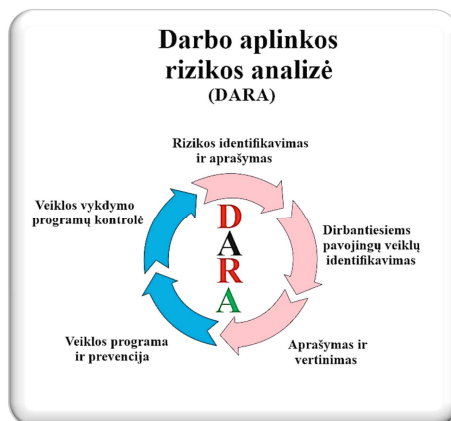 Darbo aplinkos
rizikos analizė
(DARA)
Rizikos identifikavimas
ir aprašymas
Veiklos vykdymo
programų kontrolė
D
A
R
A
Dirbantiesiems
pavojingų veiklų
identifikavimas
Veiklos programa
ir prevencija
Aprašymas ir
vertinimas